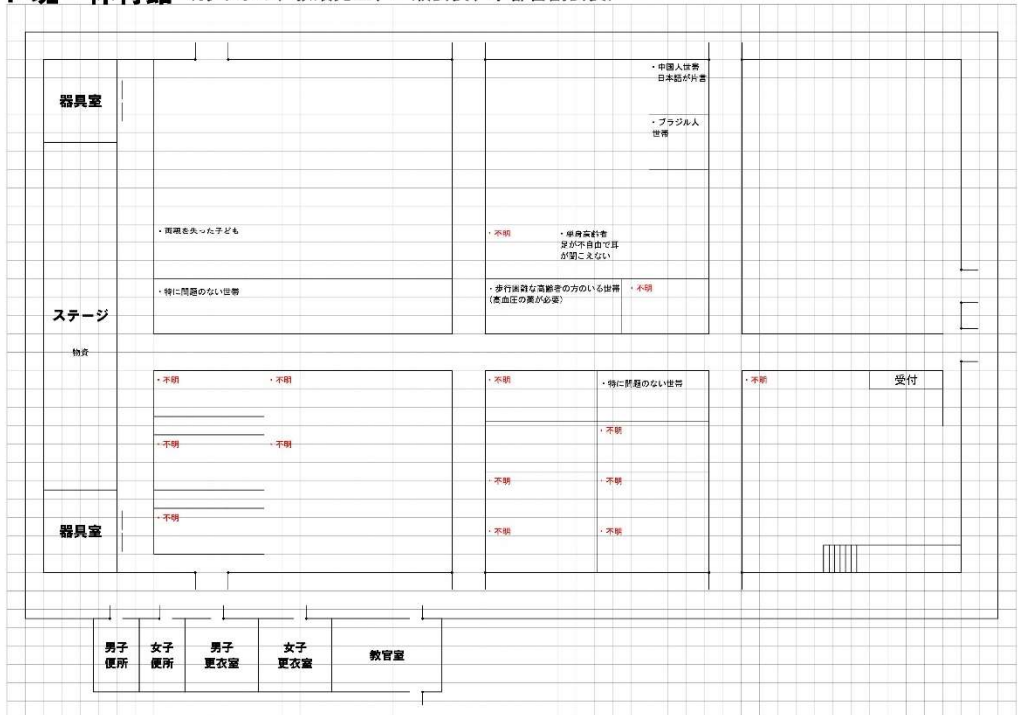 体育館
・中国人世帯
日本語が片言
器具室
・ブラジル人
世帯
・両親を失った子ども
・不明
・単身高齢者
足が不自由で耳
が聞こえない
・特に問題のない世帯
・歩行困難な高齢者の方のいる世帯
(高血圧の薬が必要)
・不明
ステージ
物資
・不明
・不明
・不明
・特に問題のない世帯
・不明
受付
・不明
・不明
・不明
・不明
・不明
・不明
・不明
・不明
器具室
男子
便所
女子
便所
男子
更衣室
女子
更衣室
教官室